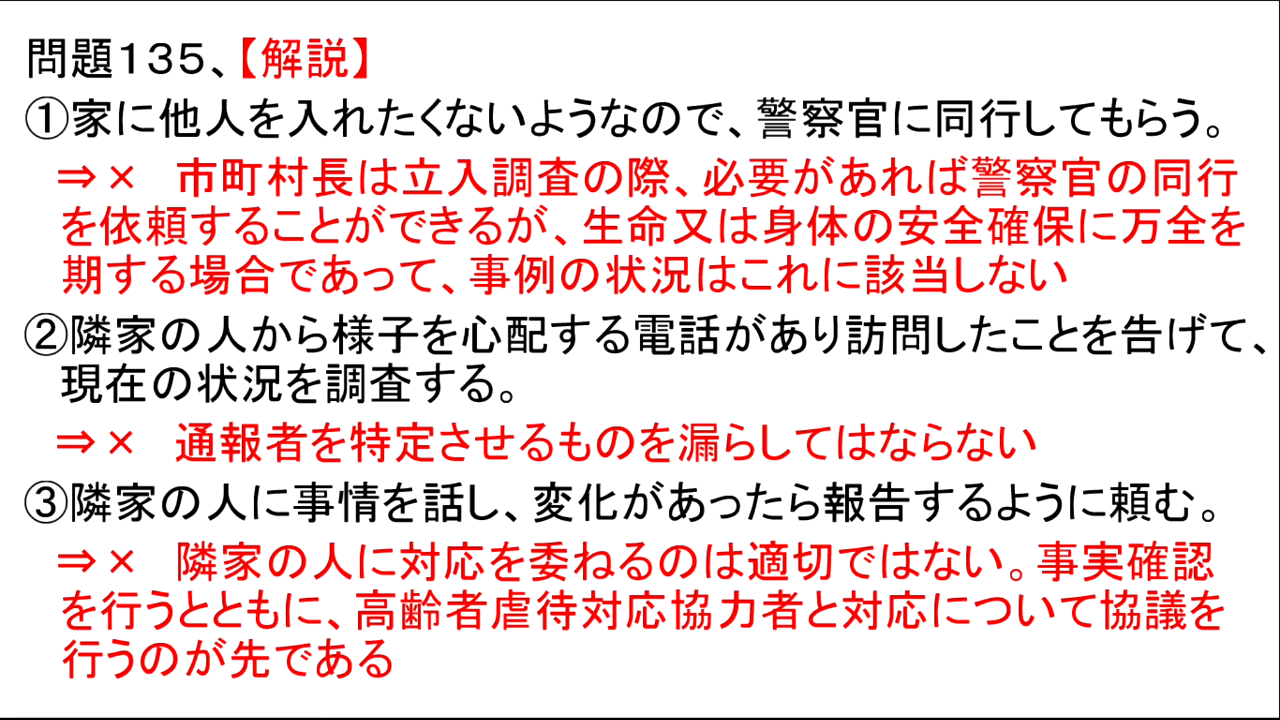 問題１３５、【解説】
①家に他人を入れたくないようなので、警察官に同行してもらう。
⇒×　市町村長は立入調査の際、必要があれば警察官の同行
を依頼することができるが、生命又は身体の安全確保に万全を
期する場合であって、事例の状況はこれに該当しない
②隣家の人から様子を心配する電話があり訪問したことを告げて、
現在の状況を調査する。
⇒×　通報者を特定させるものを漏らしてはならない
③隣家の人に事情を話し、変化があったら報告するように頼む。
⇒×　隣家の人に対応を委ねるのは適切ではない。事実確認
を行うとともに、高齢者虐待対応協力者と対応について協議を
行うのが先である